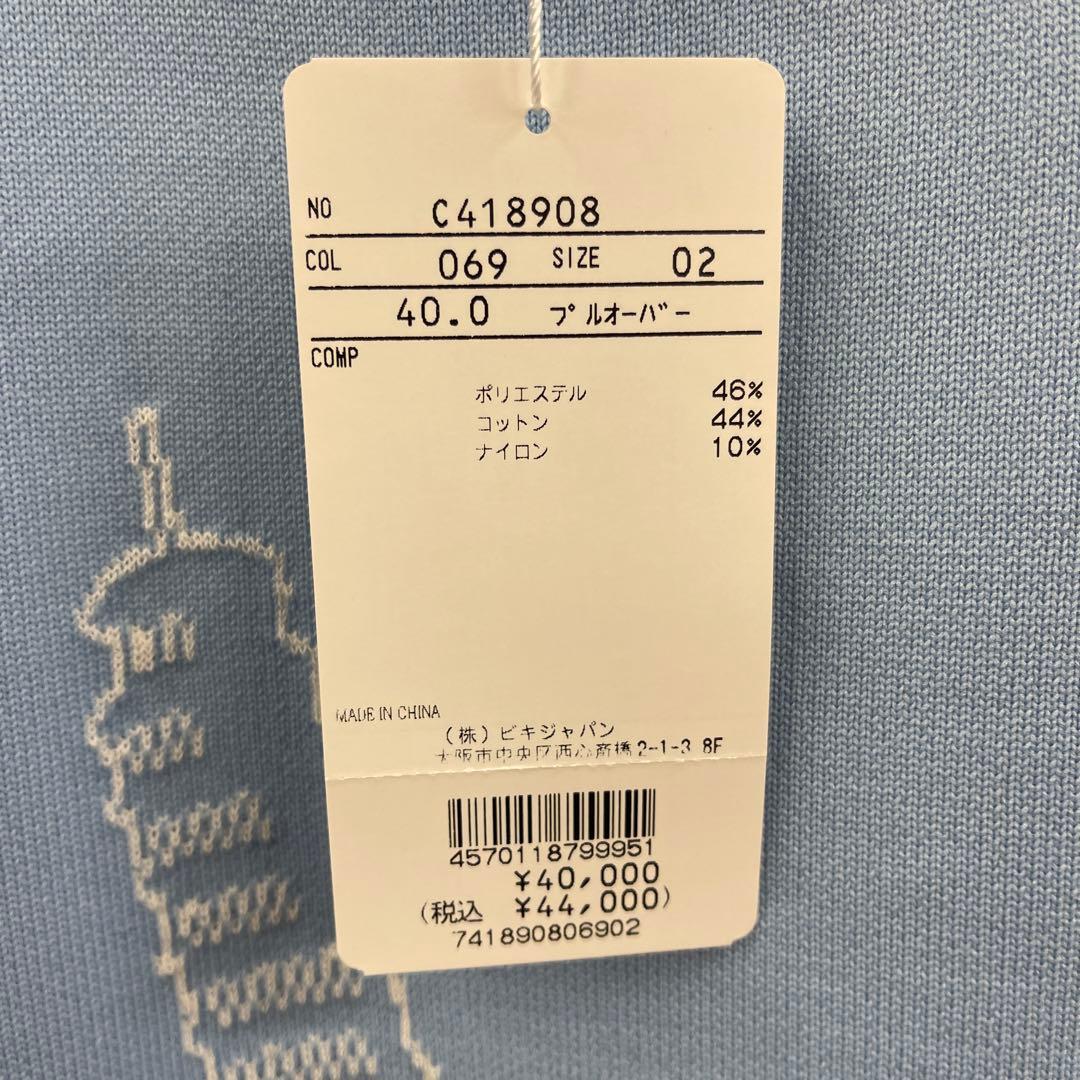 NO C418908
COL 069 SIZE 02
40.0 プルオーバー
COMP
ポリエステル 46%
コットン 44%
ナイロン 10%
MADE IN CHINA
(株)ビキジャパン
大阪市中央区西心斎橋2-1-3 8F
4570118799951
¥40,000
(税込 ¥44,000)
741890806902